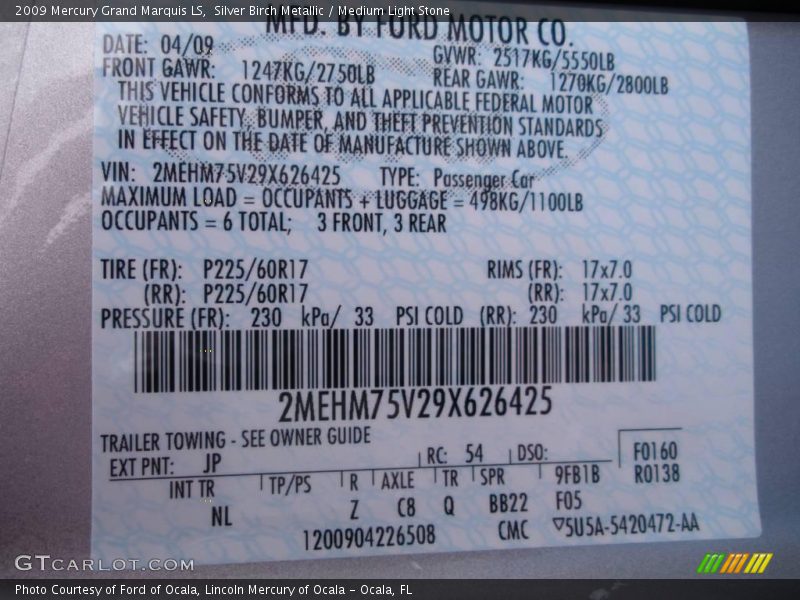 2009 Mercury Grand Marquis LS,  Silver Birch Metallic / Medium Light Stone
MFD. BY FORD MOTOR CO.
DATE: 04/09
GVWR: 2517KG/5550LB
FRONT GAWR: 1247KG/2750LB
REAR GAWR: 1270KG/2800LB
THIS VEHICLE CONFORMS TO ALL APPLICABLE FEDERAL MOTOR
VEHICLE SAFETY, BUMPER, AND THEFT PREVENTION STANDARDS
IN EFFECT ON THE DATE OF MANUFACTURE SHOWN ABOVE.
VIN: 2MEHM75V29X626425 TYPE: Passenger Car
MAXIMUM LOAD = OCCUPANTS + LUGGAGE = 498KG/1100LB
OCCUPANTS = 6 TOTAL; 3 FRONT, 3 REAR
TIRE (FR): P225/60R17 RIMS (FR): 17x7.0
(RR): P225/60R17 (RR): 17x7.0
PRESSURE (FR): 230 kPa/ 33 PSI COLD (RR): 230 kPa/ 33 PSI COLD
2MEHM75V29X626425
TRAILER TOWING - SEE OWNER GUIDE
EXT PNT: JP RC: 54 DSO: F0160
INT TR TP/PS R AXLE TR SPR 9FB1B R0138
NL Z C8 Q BB22 F05
1200904226508 CMC ▽5U5A-5420472-AA
GTCARLOT.COM
Photo Courtesy of Ford of Ocala, Lincoln Mercury of Ocala - Ocala, FL